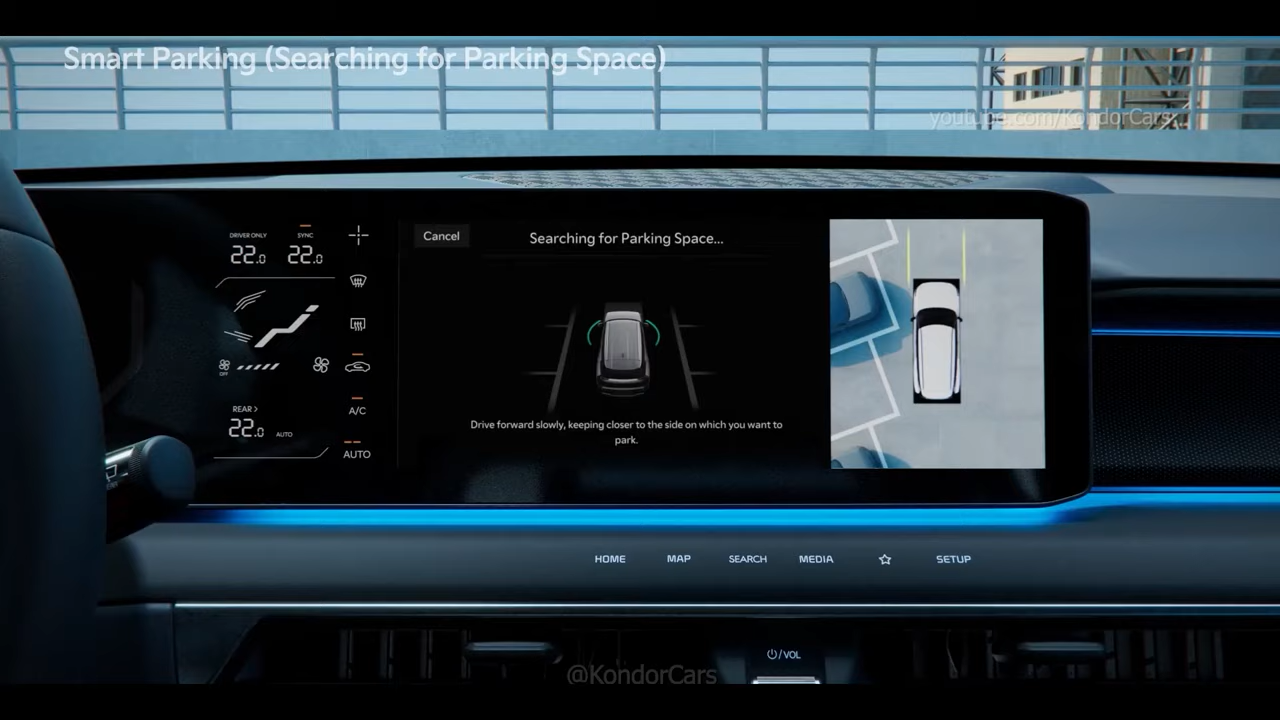 Smart Parking (Searching for Parking Space)
youtube.com/KondorCars
DRIVER ONLY
SYNC
22.0
22.0
OFF
REAR >
22.0
AUTO
A/C
AUTO
Cancel
Searching for Parking Space...
Drive forward slowly, keeping closer to the side on which you want to
park.
HOME
MAP
SEARCH
MEDIA
SETUP
/VOL
@KondorCars